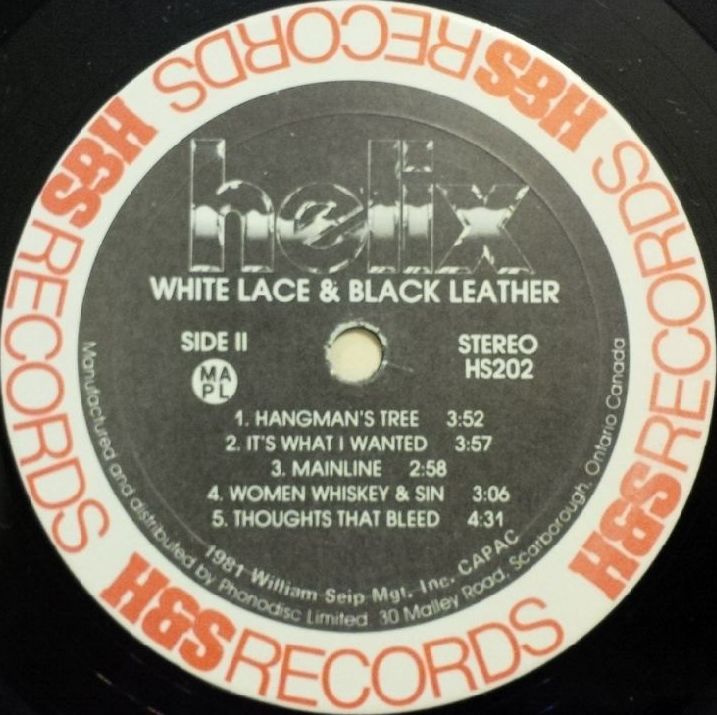 H&S RECORDS
H&S RECORDS
H&S RECORDS
H&S RECORDS
helix
WHITE LACE & BLACK LEATHER
SIDE II
STEREO
HS202
MA
PL
1. HANGMAN'S TREE 3:52
2. IT'S WHAT I WANTED 3:57
3. MAINLINE 2:58
4. WOMEN WHISKEY & SIN 3:06
5. THOUGHTS THAT BLEED 4:31
1981 William Seip Mgt. Inc. CAPAC
Manufactured and distributed by Phonodisc Limited 30 Malley Road, Scarborough, Ontario Canada